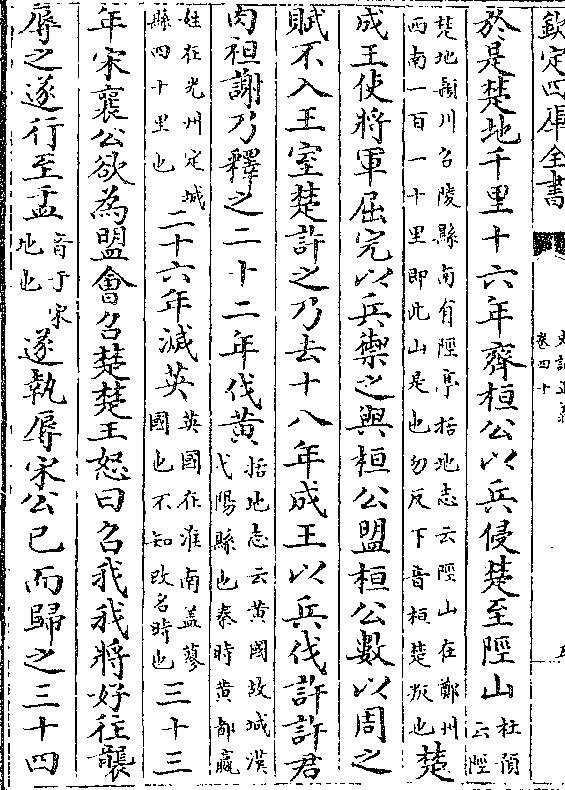 欽定四庫全書
史記正義
卷四十
於是楚地千里十六年齊桓公以兵侵楚至陘山杜預云陘
楚地潁川召陵縣南有陘亭括地志云陘山在鄭州西南一百一十里即此山是也勿反下音桓楚族也楚
成王使將軍屈完以兵禦之與桓公盟桓公數以周之
賦不入王室楚許之乃去十八年成王以兵伐許許君
肉袒謝乃釋之二十二年伐黄括地志云黄國故城漢弋陽縣也秦時黄都嬴
姓在光州定城縣四十里也二十六年滅英英國在淮南盖蓼國也不知改名時也三十三
年宋襄公欲為盟會召楚楚王怒曰召我我將好往襲
辱之遂行至盂音于宋地也遂執辱宋公已而歸之三十四